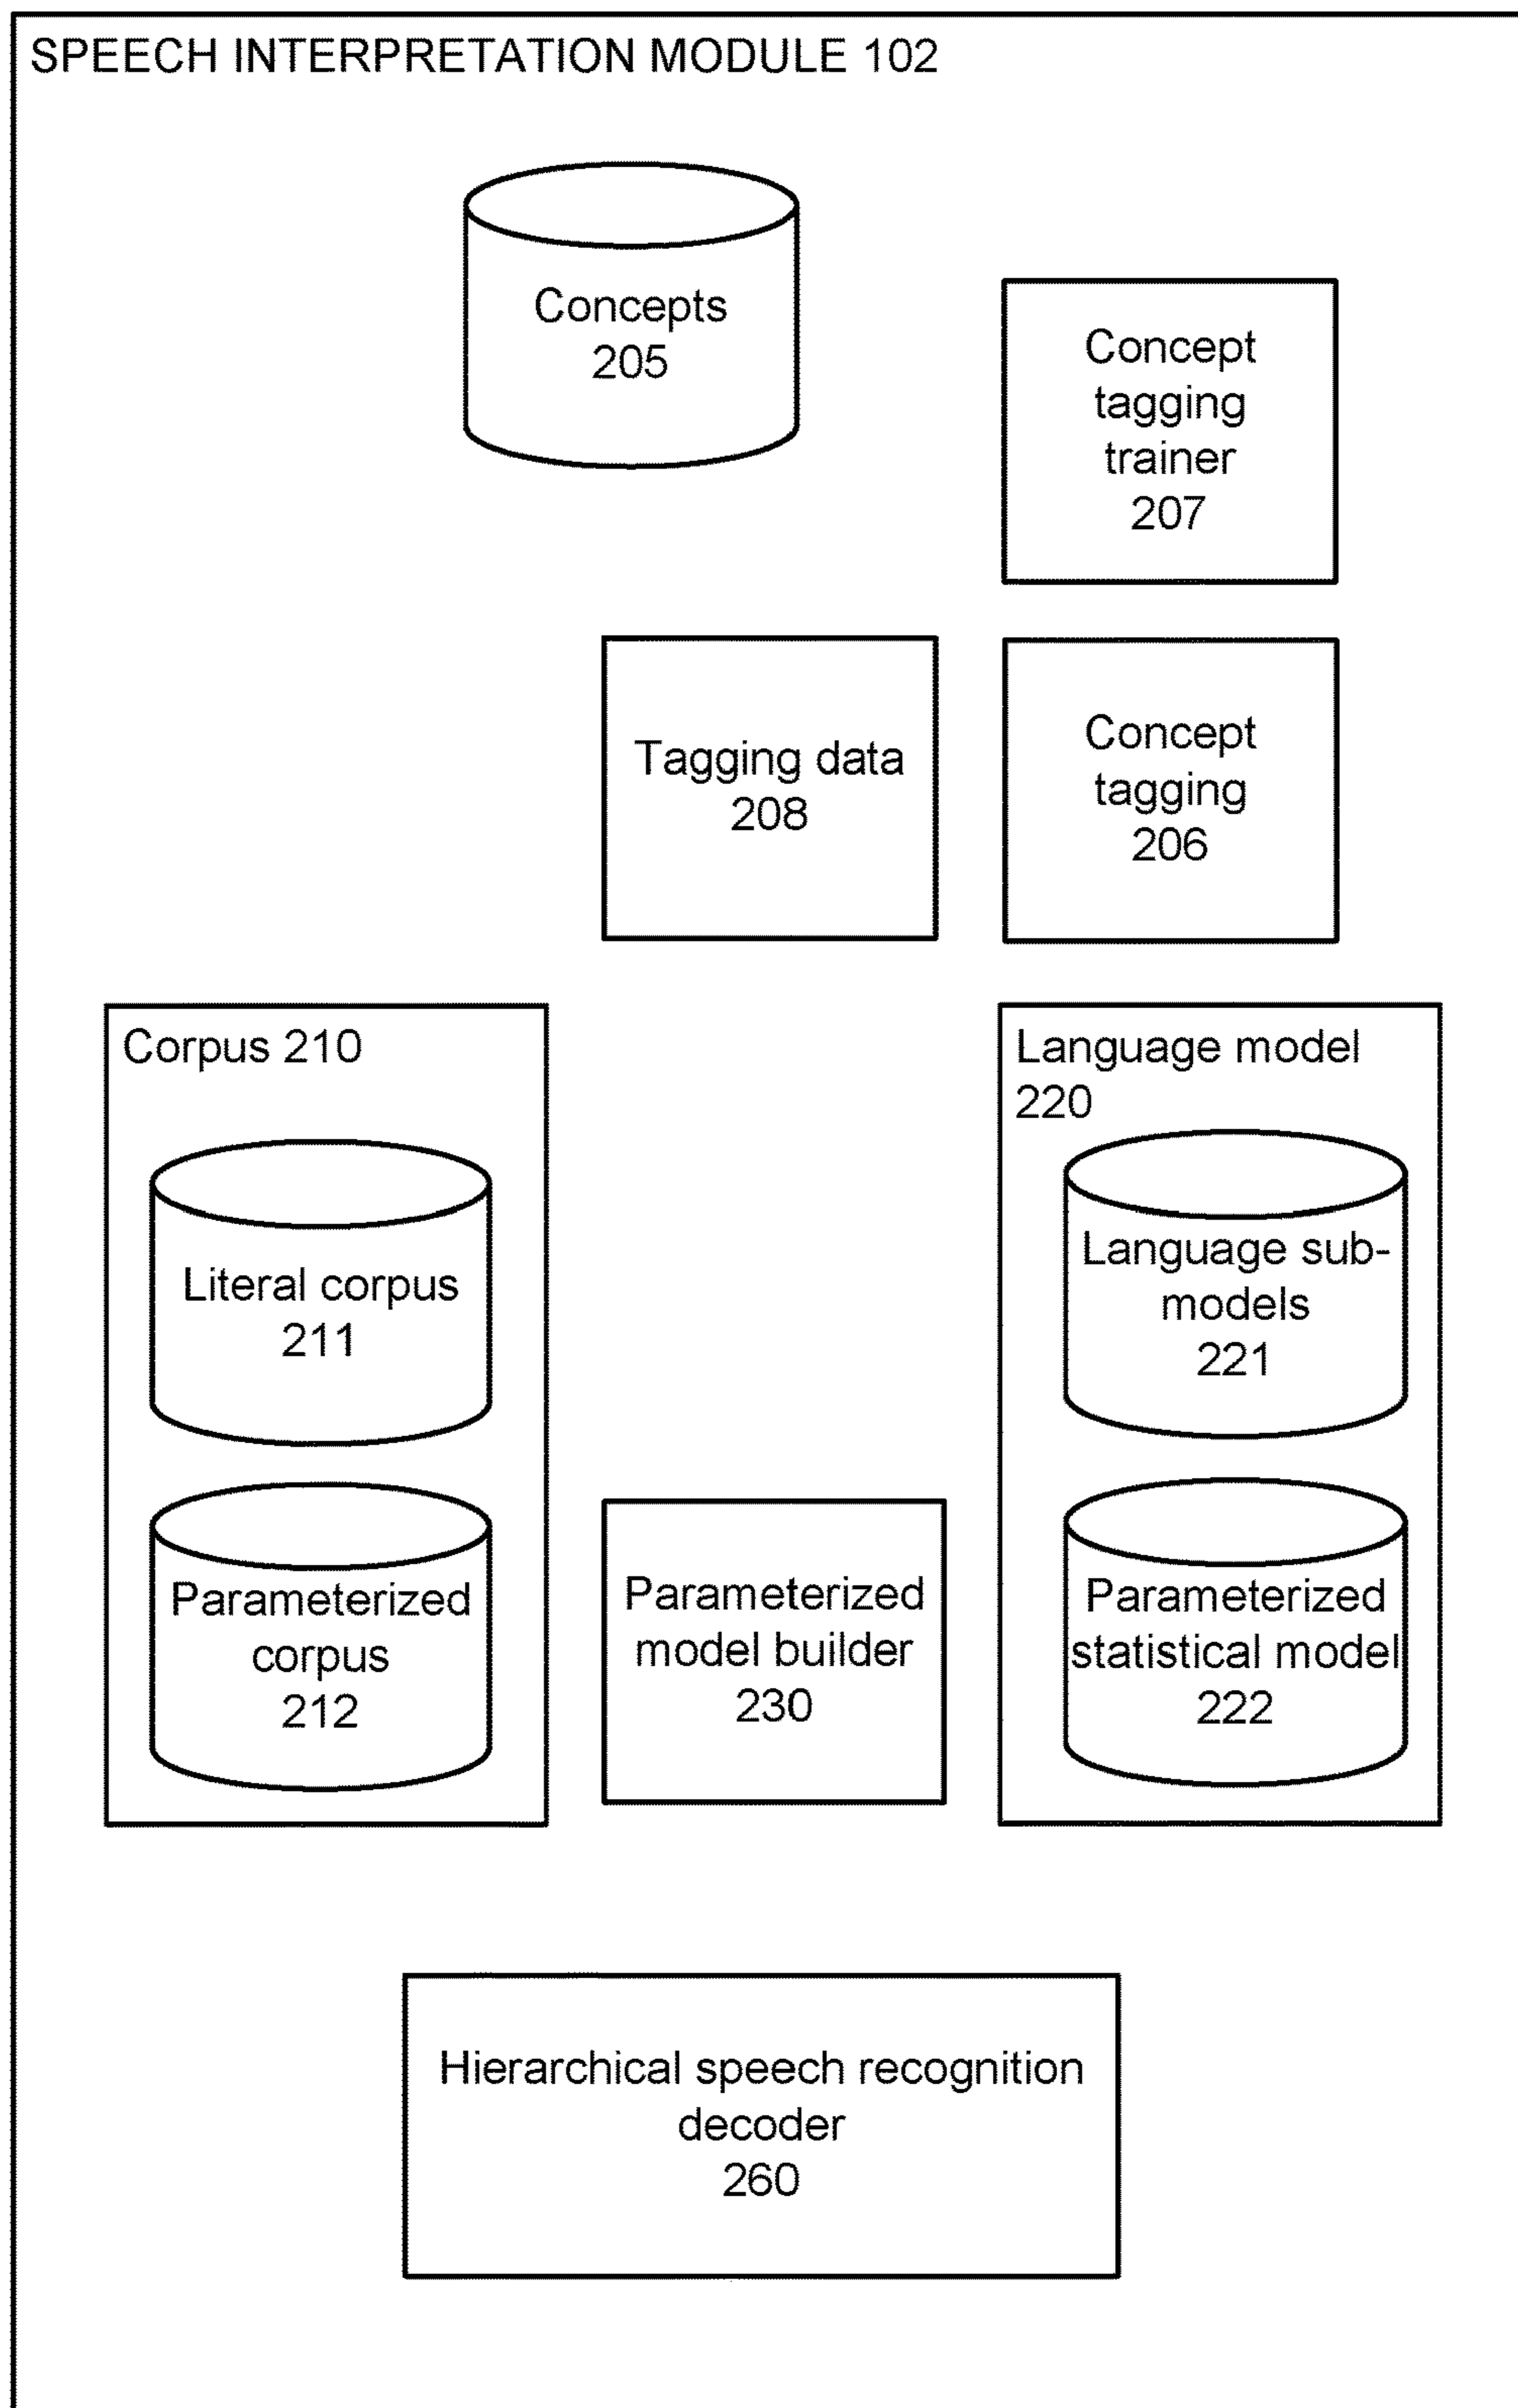 SPEECH INTERPRETATION MODULE 102
Concepts
205
Concept
tagging
trainer
207
Tagging data
208
Concept
tagging
206
Corpus 210
Literal corpus
211
Parameterized
corpus
212
Parameterized
model builder
230
Language model
220
Language sub-
models
221
Parameterized
statistical model
222
Hierarchical speech recognition
decoder
260